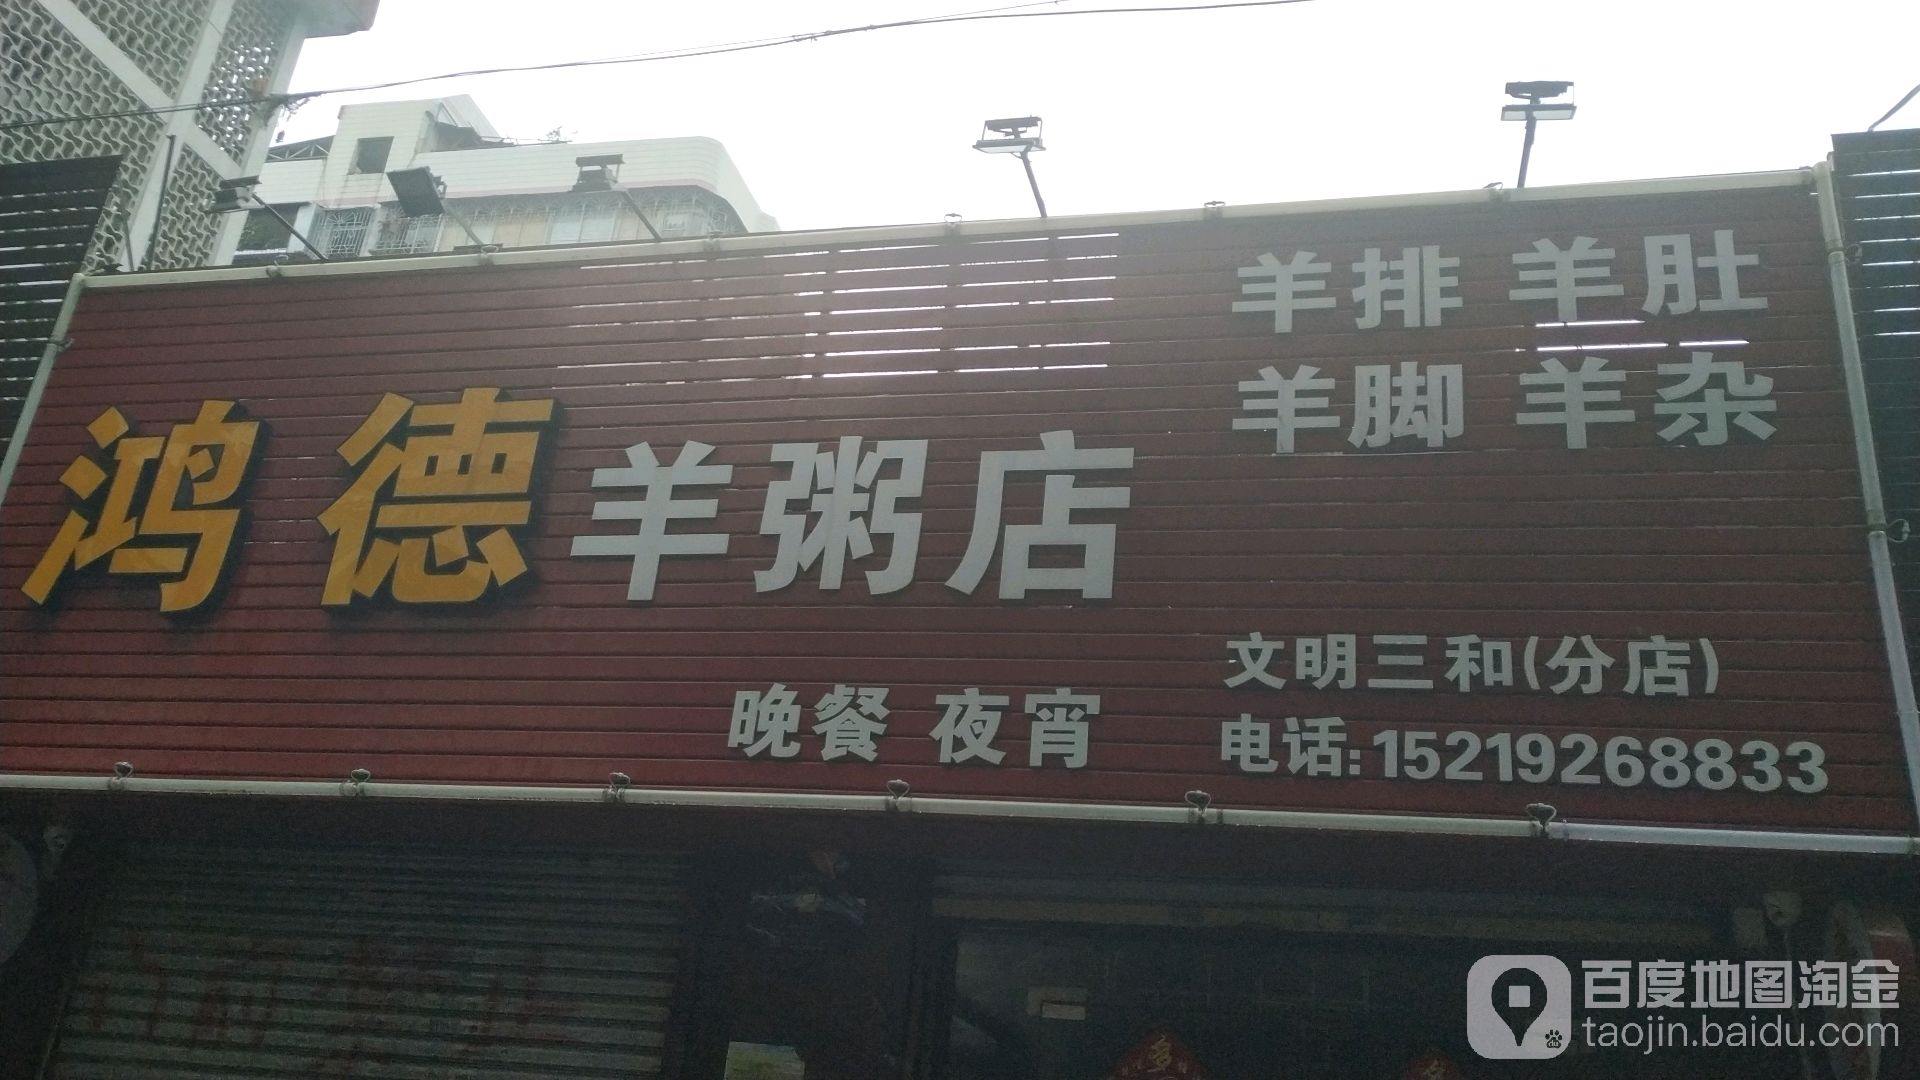 鸿德羊粥店
羊排 羊肚
羊脚 羊杂
晚餐 夜宵
文明三和(分店)
电话:15219268833
百度地图淘金
taojin.baidu.com